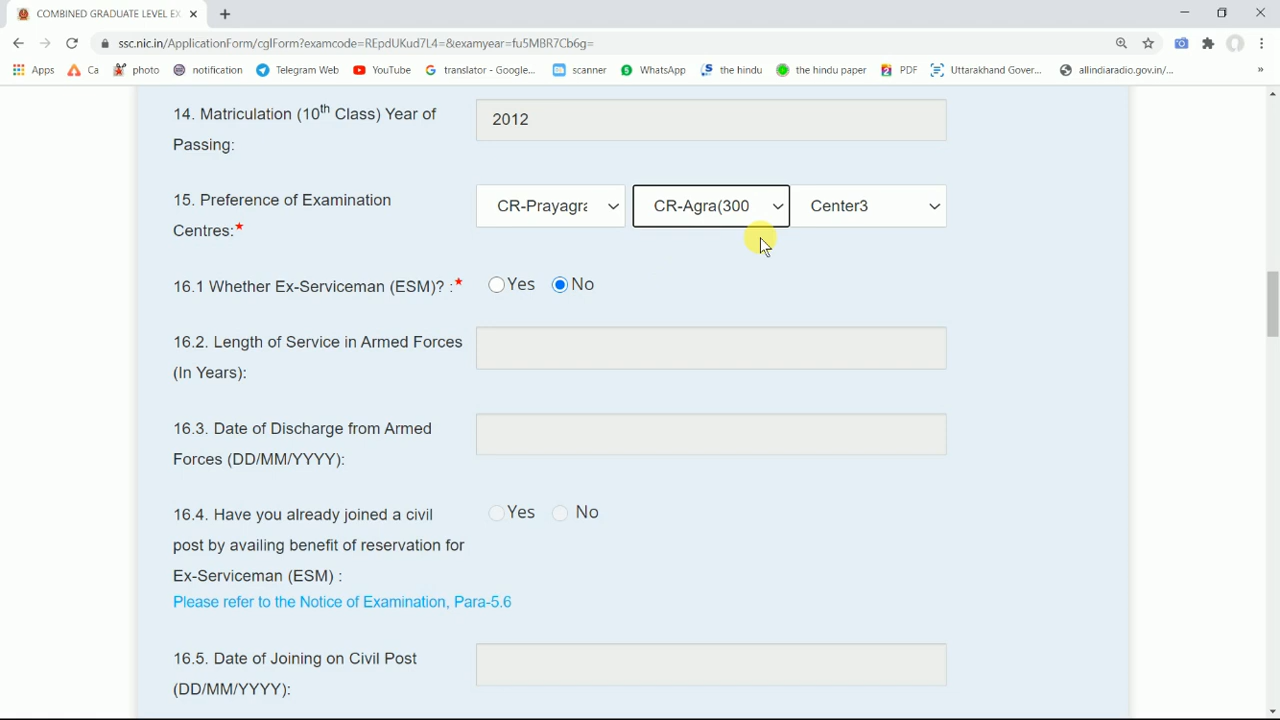 COMBINED GRADUATE LEVEL EX
ssc.nic.in/ApplicationForm/cglForm?examcode=REpdUKud7L4=&examyear=fu5MBR7Cb6g=
Apps Ca photo notification Telegram Web YouTube translator - Google... scanner WhatsApp the hindu the hindu paper PDF Uttarakhand Gover... allindiaradio.gov.in/... »
14. Matriculation (10th Class) Year of
Passing:
2012
15. Preference of Examination
Centres:*
CR-Prayagra CR-Agra(300 Center3
16.1 Whether Ex-Serviceman (ESM)? :* Yes No
16.2. Length of Service in Armed Forces
(In Years):
16.3. Date of Discharge from Armed
Forces (DD/MM/YYYY):
16.4. Have you already joined a civil Yes No
post by availing benefit of reservation for
Ex-Serviceman (ESM) :
Please refer to the Notice of Examination, Para-5.6
16.5. Date of Joining on Civil Post
(DD/MM/YYYY):